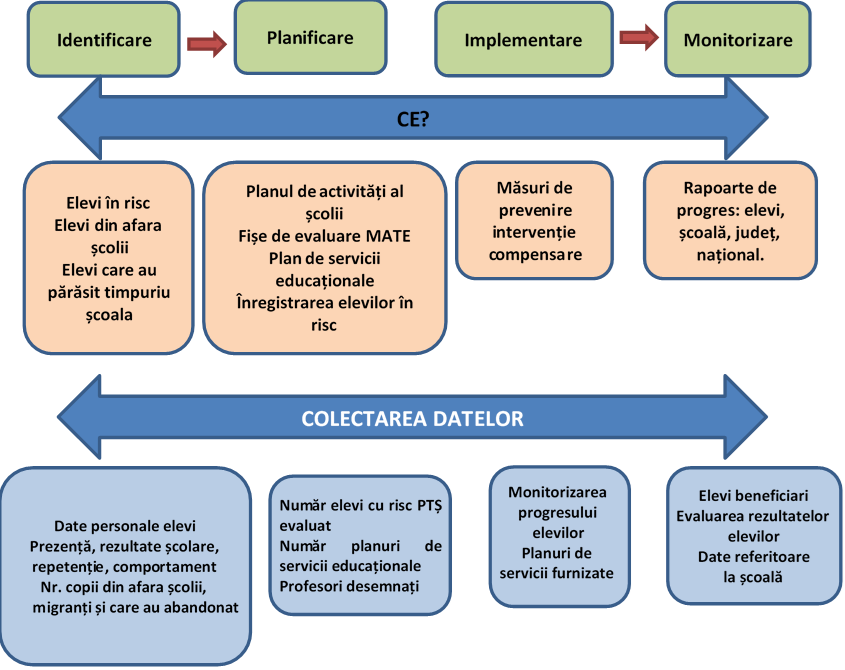 Identificare
Planificare
Implementare
Monitorizare
CE?
Elevi în risc
Elevi din afara
școlii
Elevi care au
părăsit timpuriu
școala
Planul de activități al
școlii
Fișe de evaluare MATE
Plan de servicii
educaționale
Înregistrarea elevilor în
risc
Măsuri de
prevenire
intervenție
compensare
Rapoarte de
progres: elevi,
școală, județ,
național.
COLECTAREA DATELOR
Date personale elevi
Prezență, rezultate școlare,
repetenție, comportament
Nr. copii din afara școlii,
migranți și care au abandonat
Număr elevi cu risc PTȘ
evaluat
Număr planuri de
servicii educaționale
Profesori desemnați
Monitorizarea
progresului
elevilor
Planuri de
servicii furnizate
Elevi beneficiari
Evaluarea rezultatelor
elevilor
Date referitoare
la școală